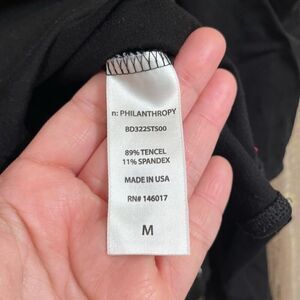 n: PHILANTHROPY
BD322STS00
89% TENCEL
11% SPANDEX
MADE IN USA
RN# 146017
M